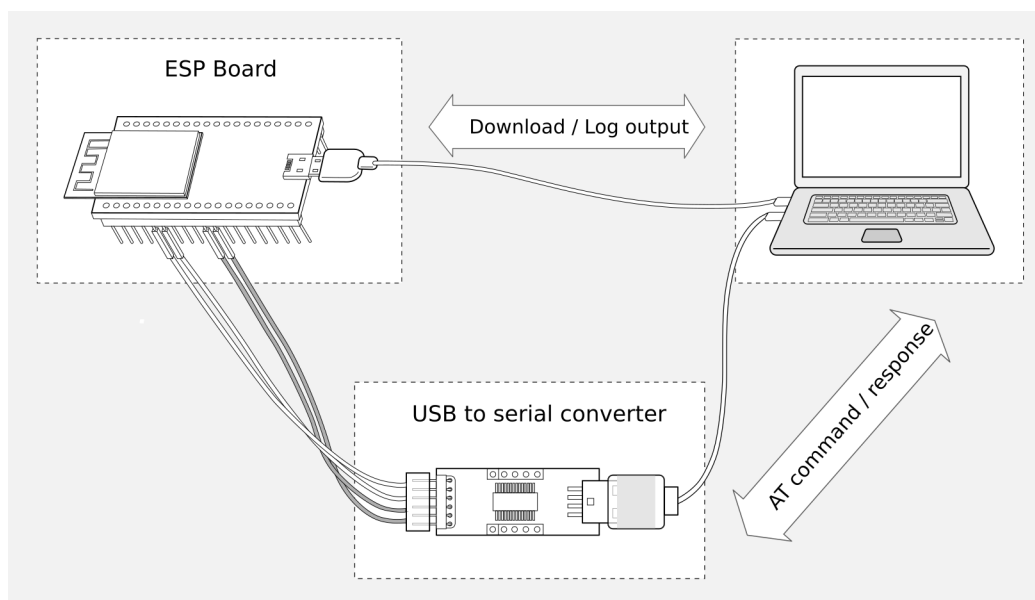 ESP Board
Download / Log output
USB to serial converter
AT command / response